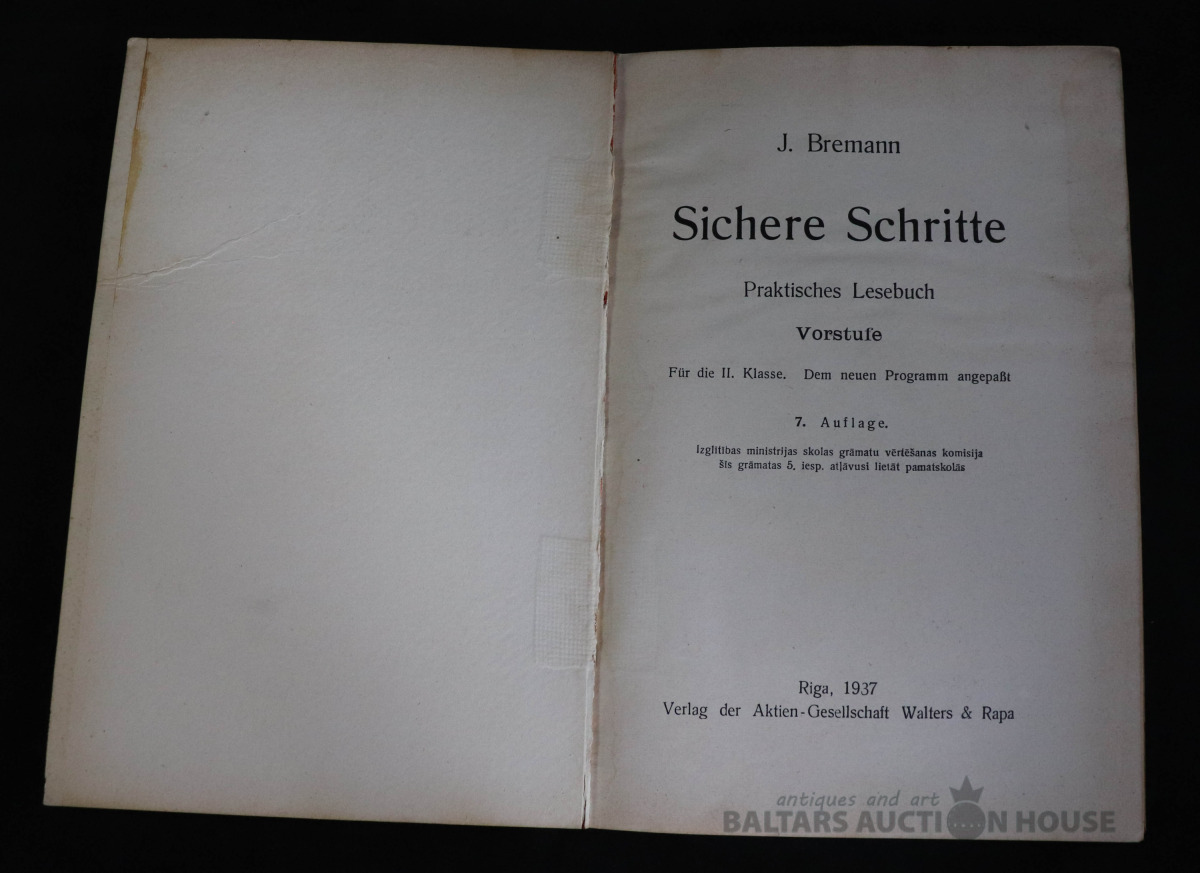 J. Bremann
Sichere Schritte
Praktisches Lesebuch
Vorstufe
Für die II. Klasse. Dem neuen Programm angepaßt
7. Auflage.
Izglītības ministrijas skolas grāmatu vērtēšanas komisija
šīs grāmatas 5. iesp. atļāvusi lietāt pamatskolās
Riga, 1937
Verlag der Aktien-Gesellschaft Walters & Rapa
antiques and art
BALTARS AUCTION HOUSE